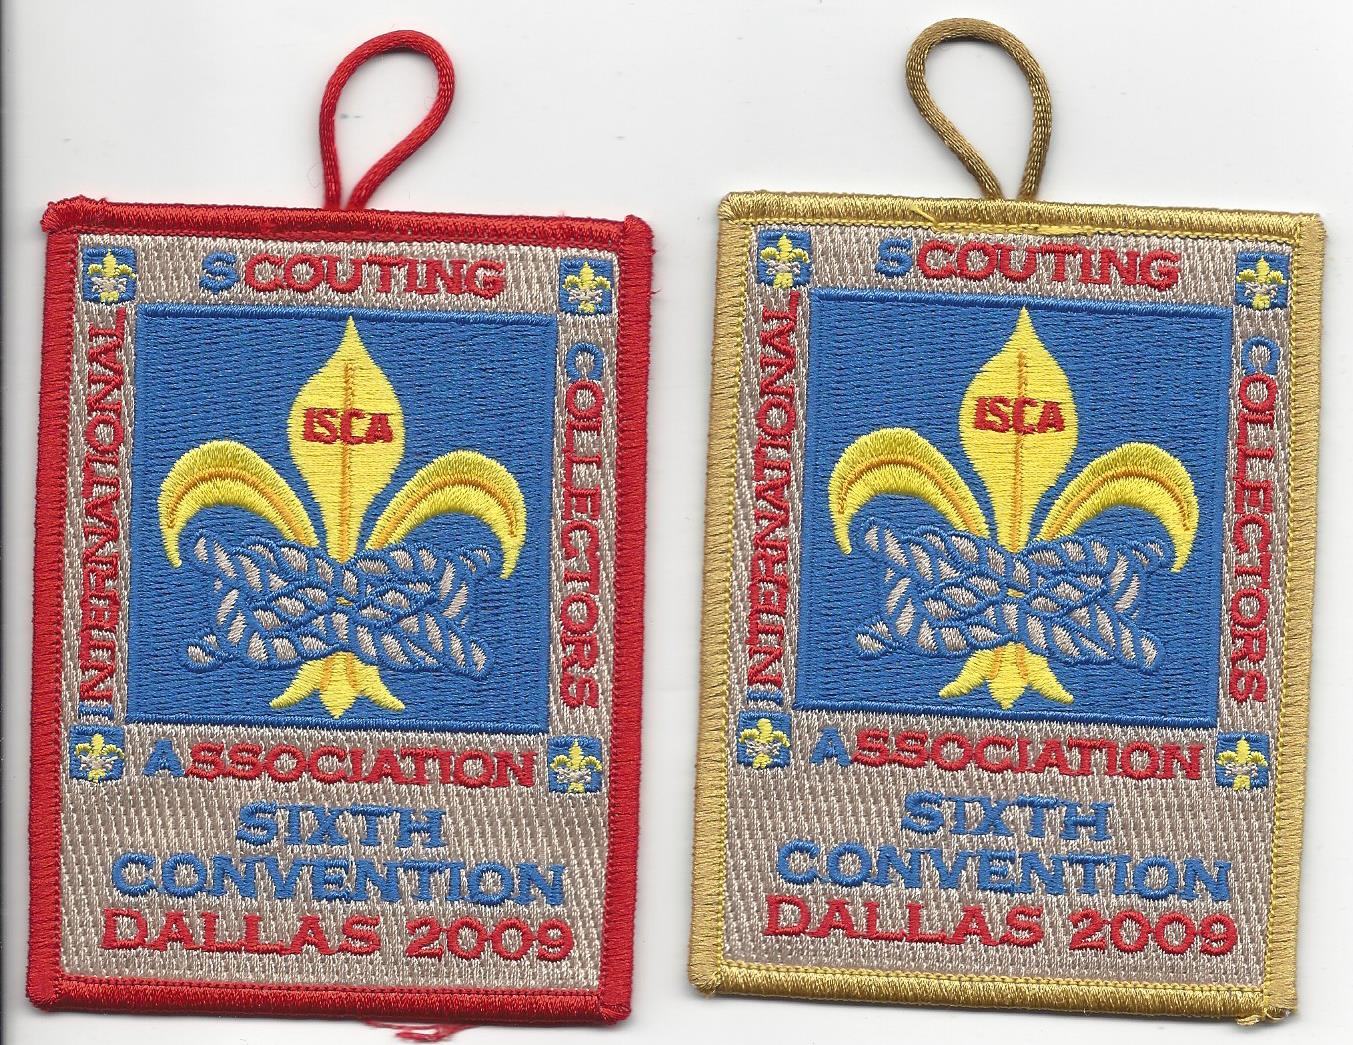 INTERNATIONAL
SCOUTING
COLLECTORS
ASSOCIATION
ISCA
SIXTH
CONVENTION
DALLAS 2009
INTERNATIONAL
SCOUTING
COLLECTORS
ASSOCIATION
ISCA
SIXTH
CONVENTION
DALLAS 2009